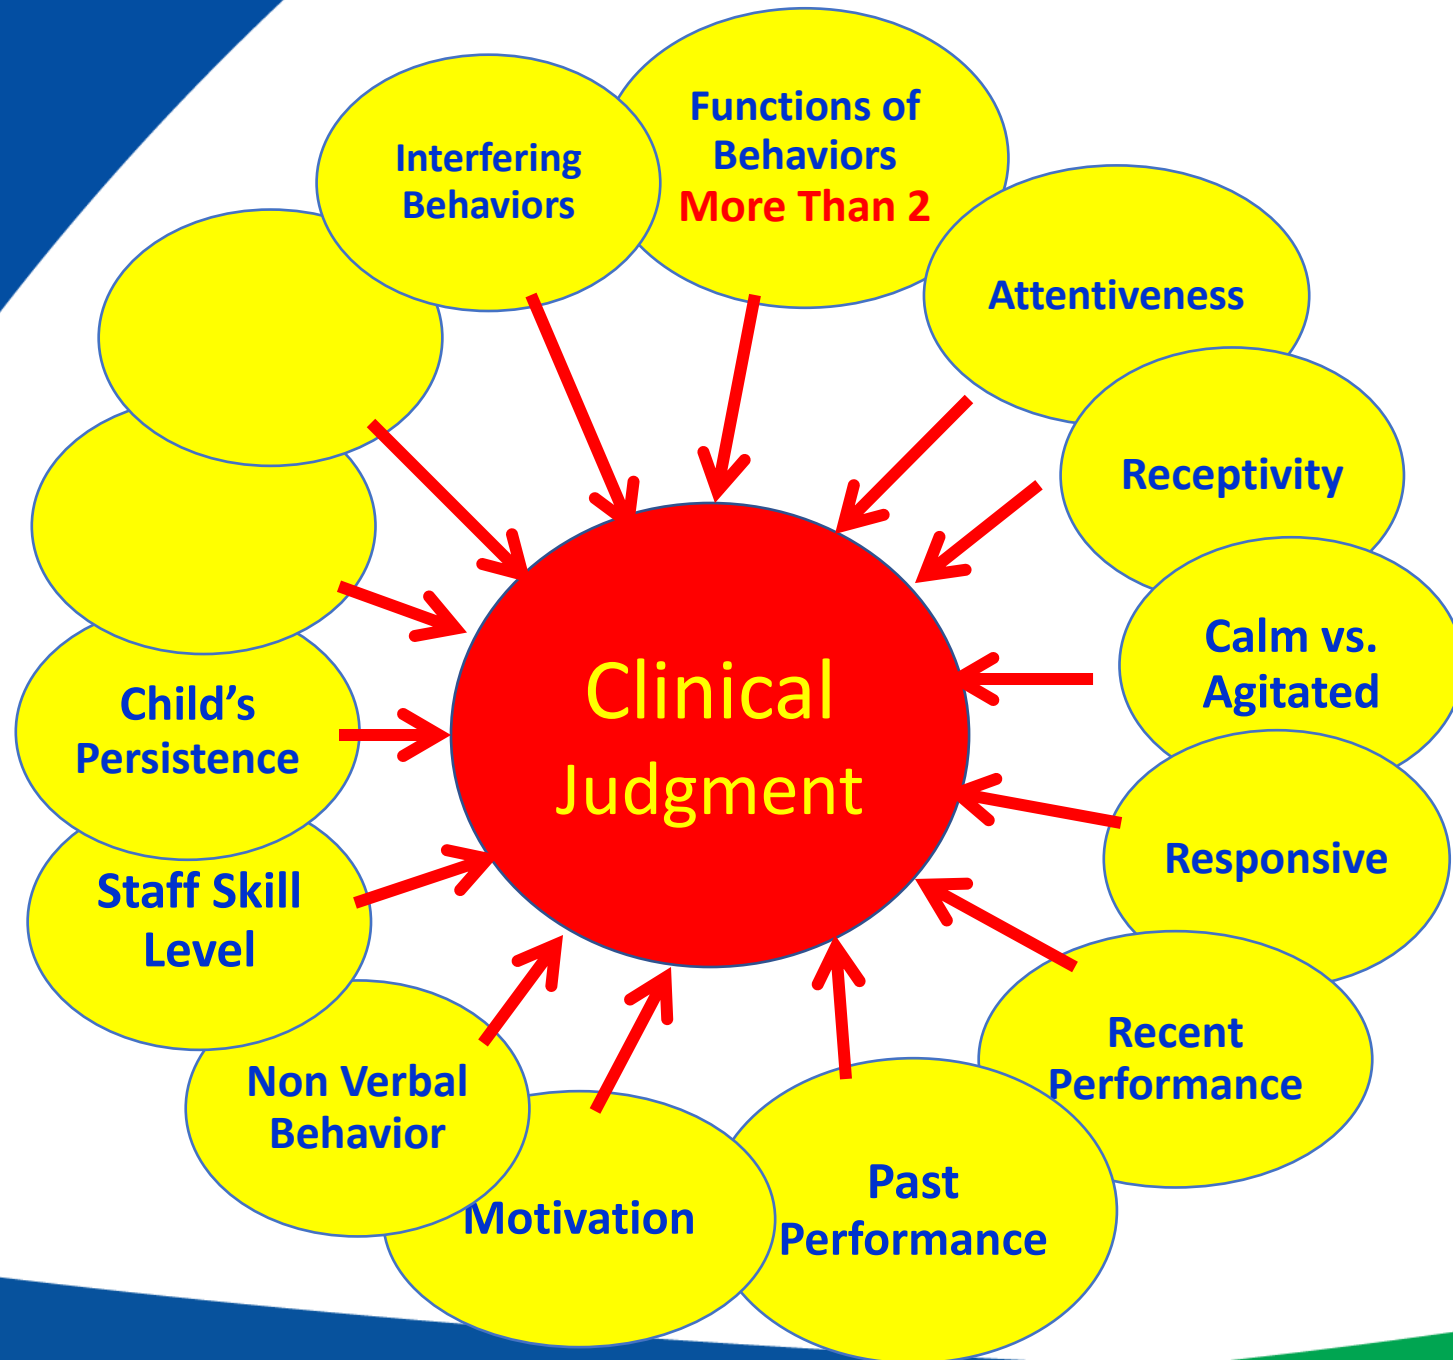 Functions of
Behaviors
More Than 2
Interfering
Behaviors
Attentiveness
Receptivity
Calm vs.
Agitated
Responsive
Recent
Performance
Past
Performance
Motivation
Non Verbal
Behavior
Staff Skill
Level
Child’s
Persistence
Clinical
Judgment